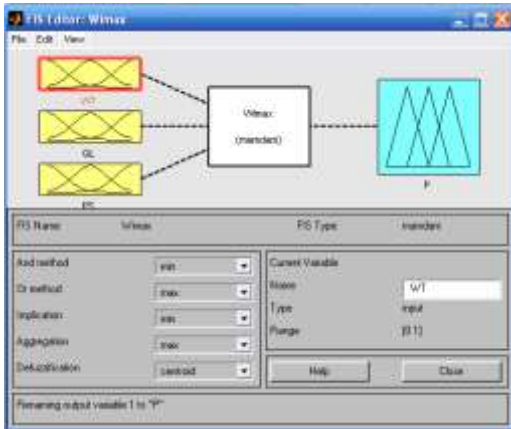 FIS Editor: Wimax
File Edit View
WT
GL
Wimax
(mamdani)
P
FIS Name: Wimax FIS Type mamdani
And method min
Or method max
Implication min
Aggregation max
Defuzzification centroid
Current Variable
Name WT
Type input
Range [0 1]
Help Close
Renaming output variable 1 to "P"